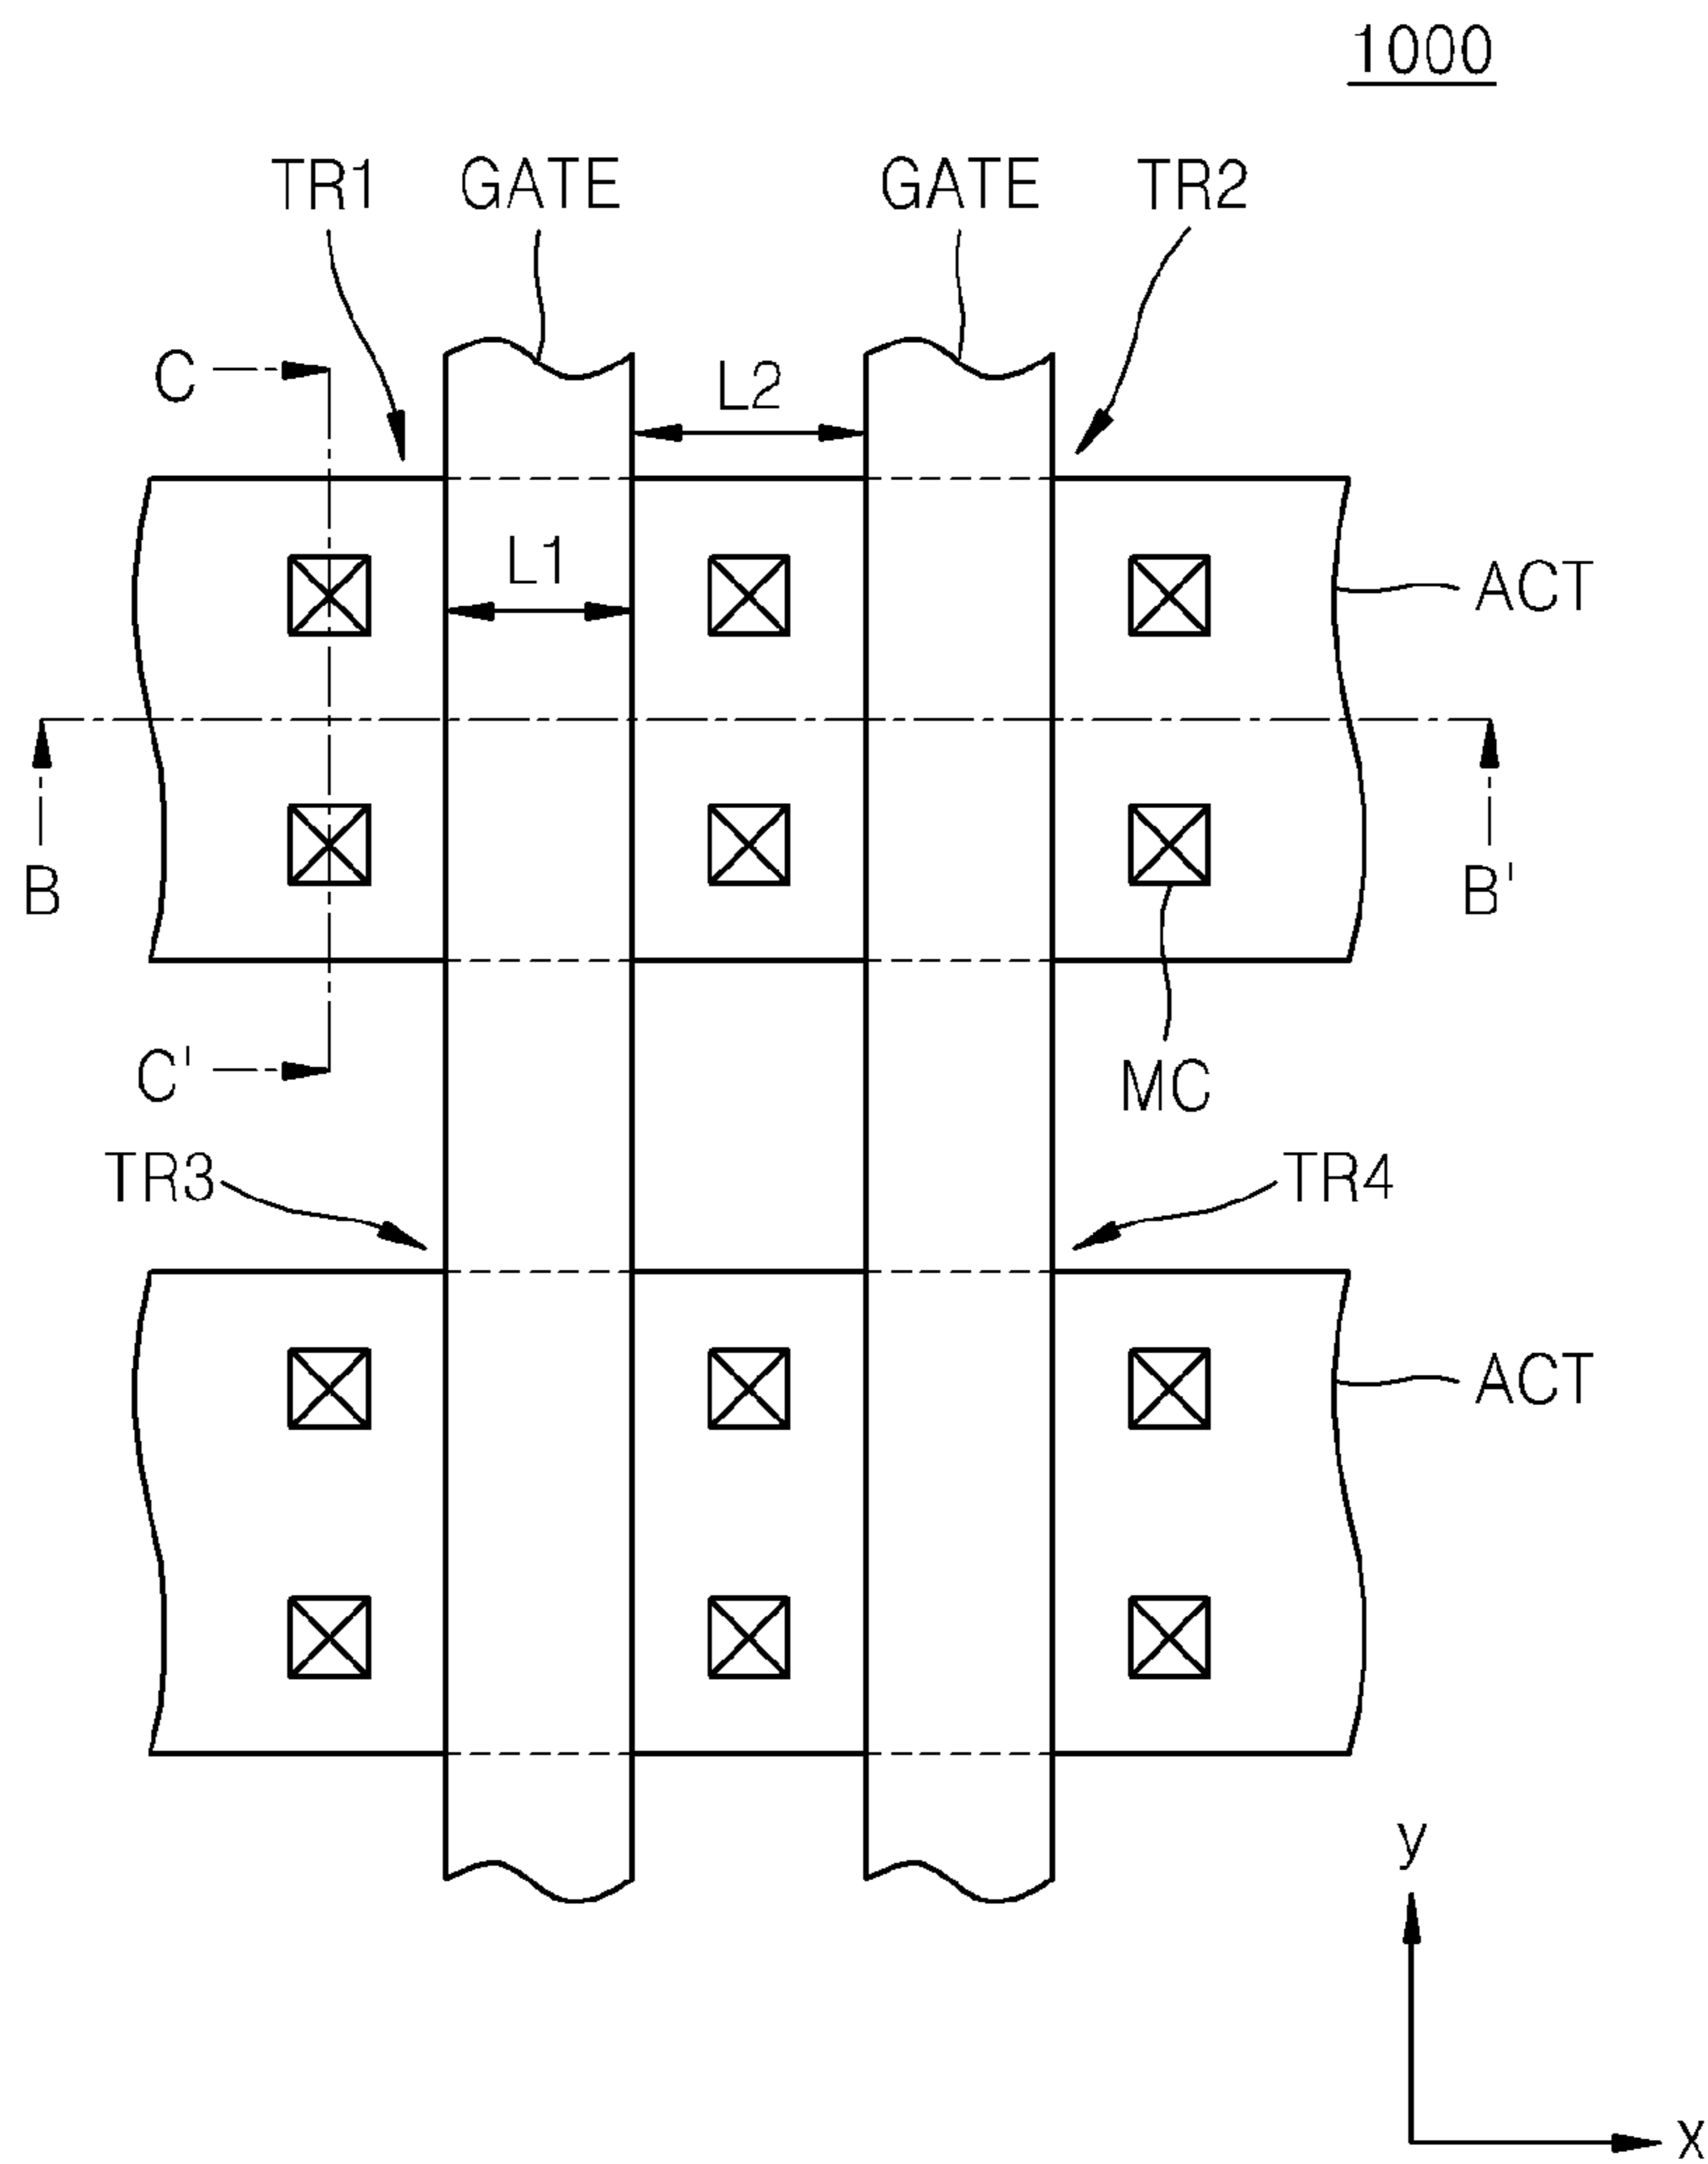 1000
TR1 GATE GATE TR2
C L2
L1 ACT
B B'
C' MC
TR3 TR4
ACT
y
x